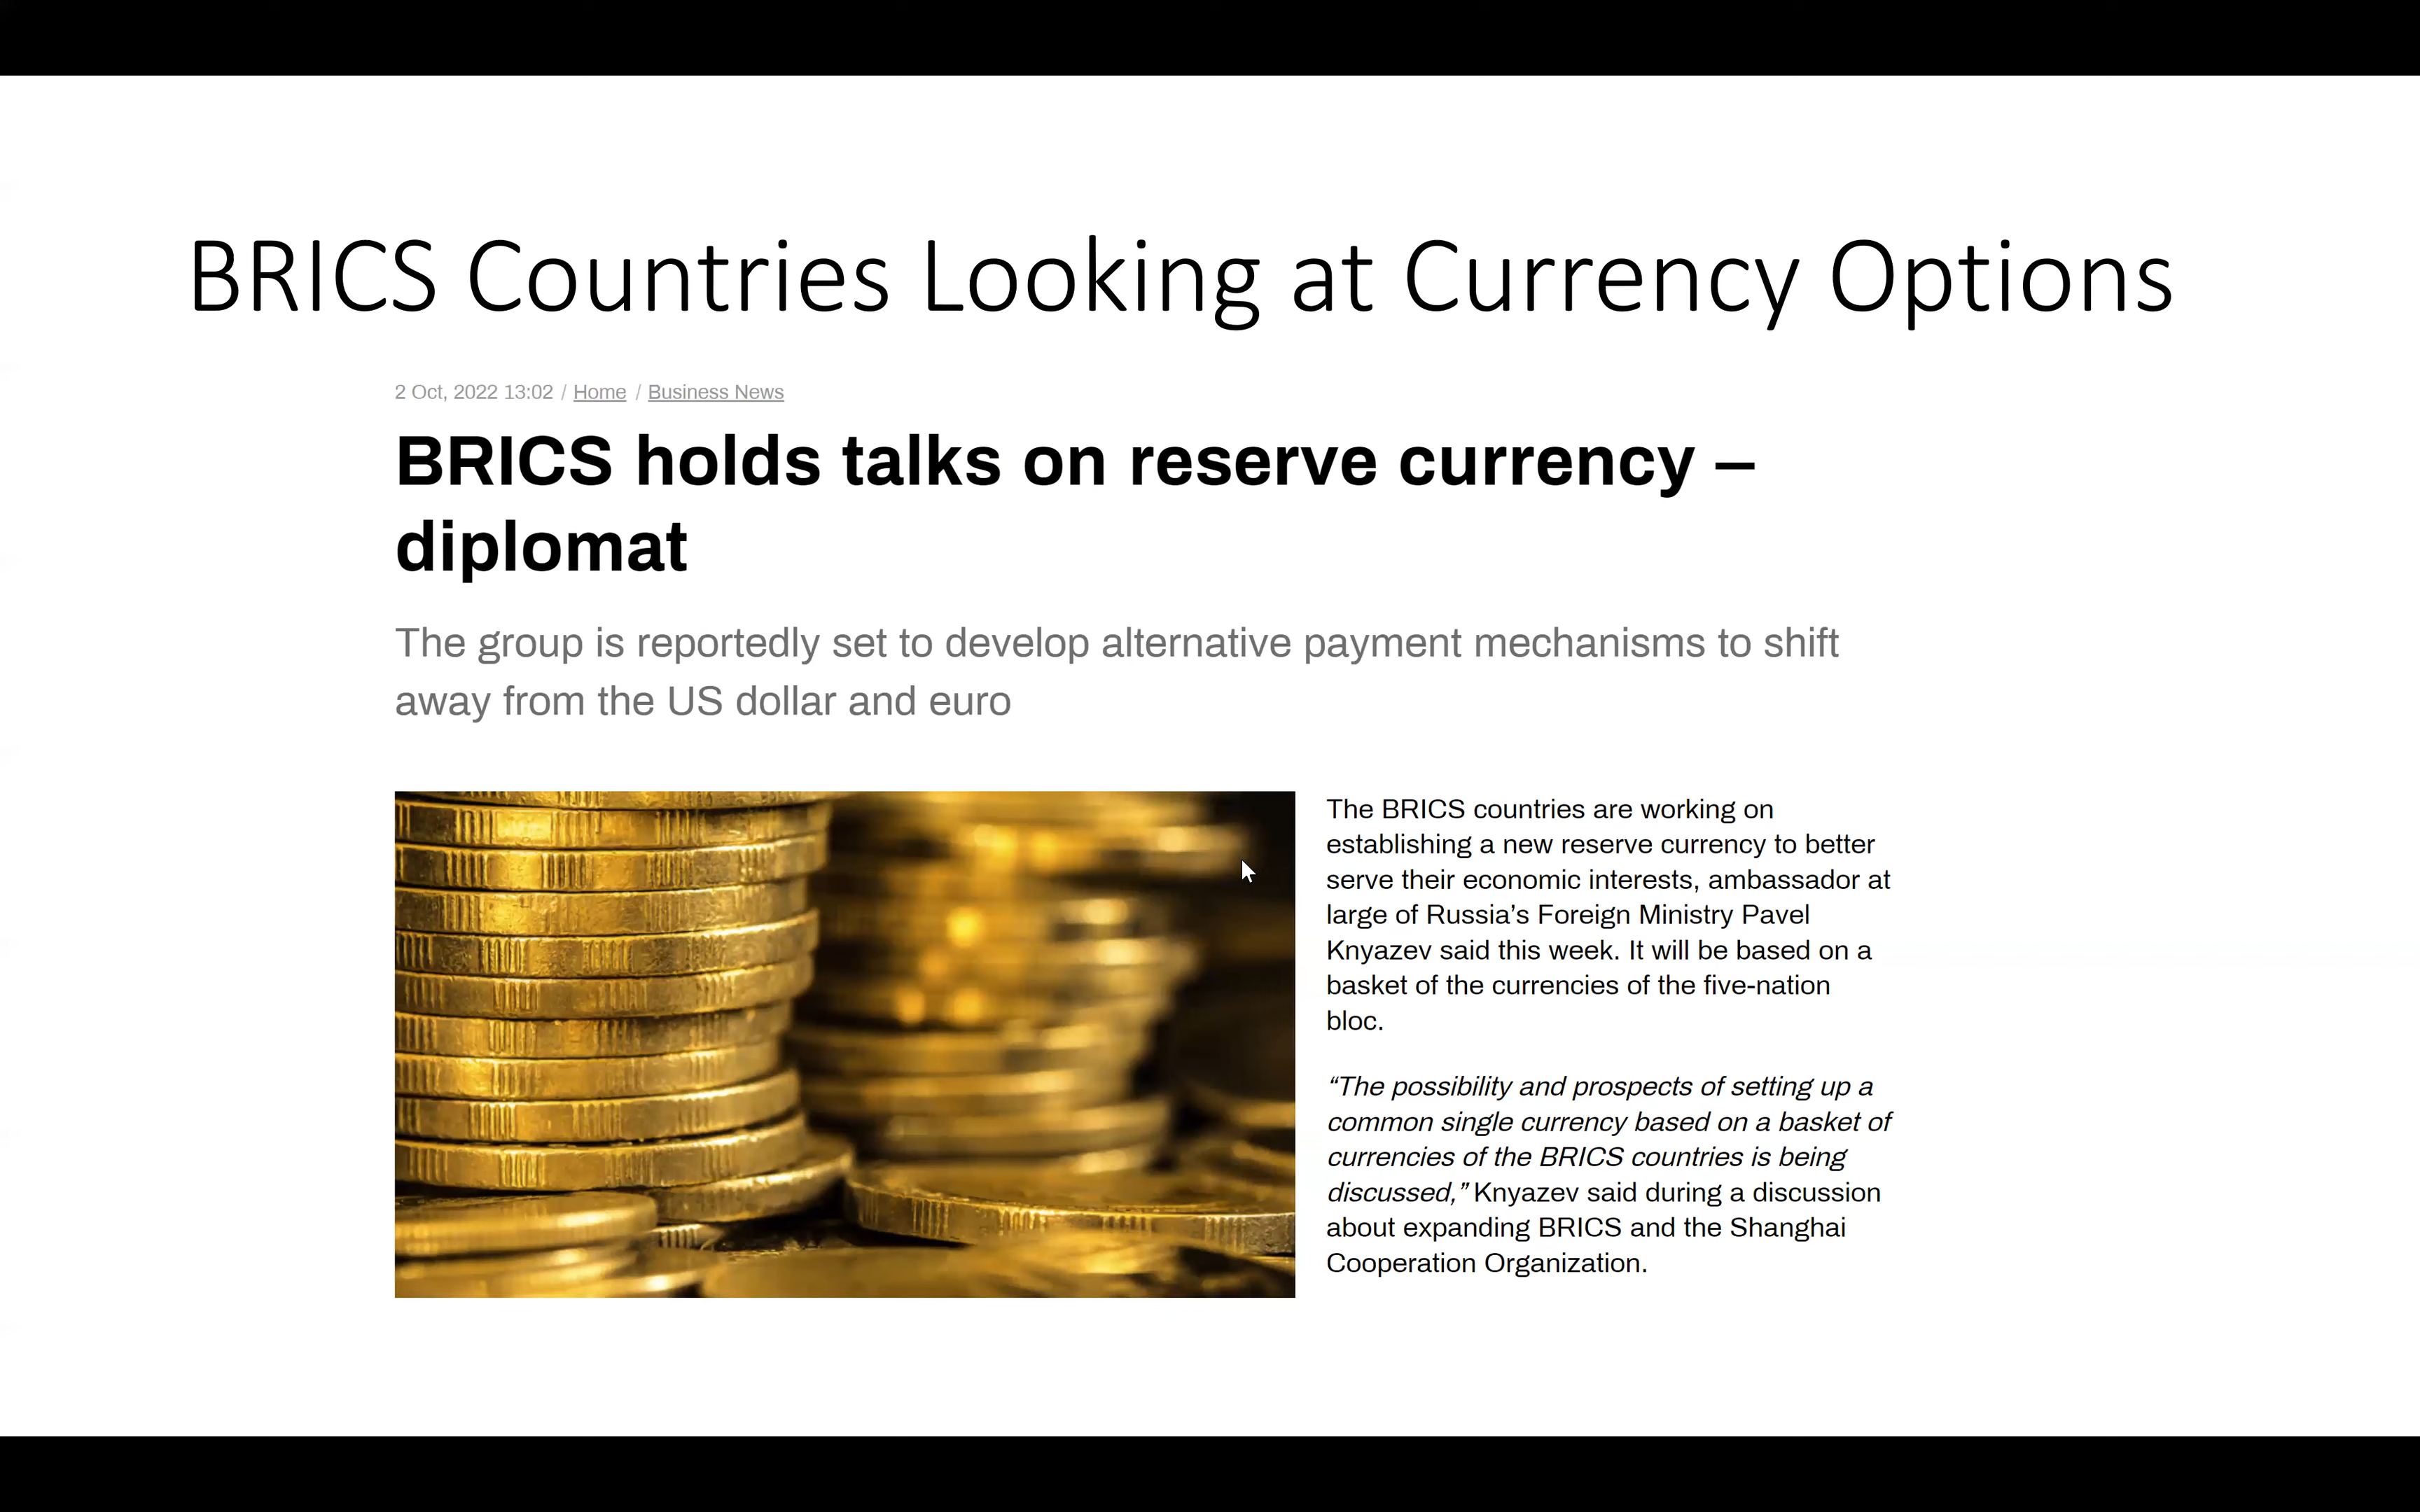 BRICS Countries Looking at Currency Options
2 Oct, 2022 13:02 / Home / Business News
BRICS holds talks on reserve currency –
diplomat
The group is reportedly set to develop alternative payment mechanisms to shift
away from the US dollar and euro
The BRICS countries are working on
establishing a new reserve currency to better
serve their economic interests, ambassador at
large of Russia’s Foreign Ministry Pavel
Knyazev said this week. It will be based on a
basket of the currencies of the five-nation
bloc.
“The possibility and prospects of setting up a
common single currency based on a basket of
currencies of the BRICS countries is being
discussed,” Knyazev said during a discussion
about expanding BRICS and the Shanghai
Cooperation Organization.